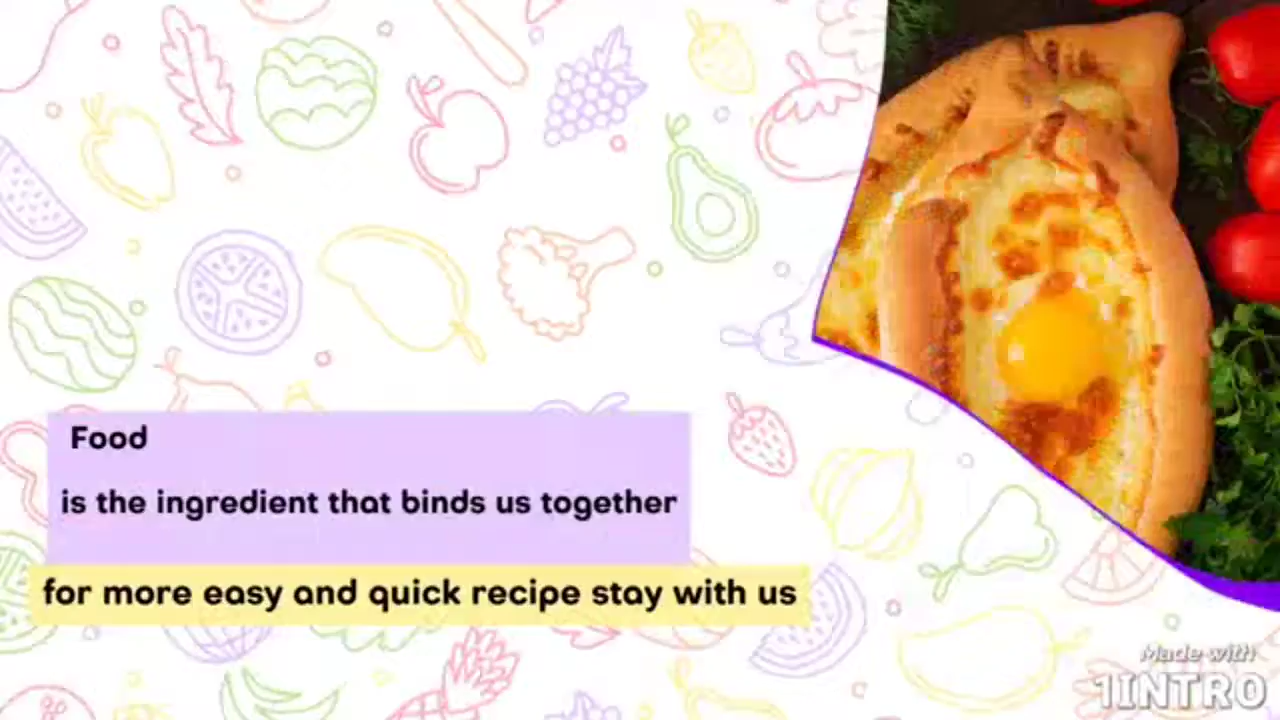 Food
is the ingredient that binds us together
for more easy and quick recipe stay with us
Made with
1INTRO